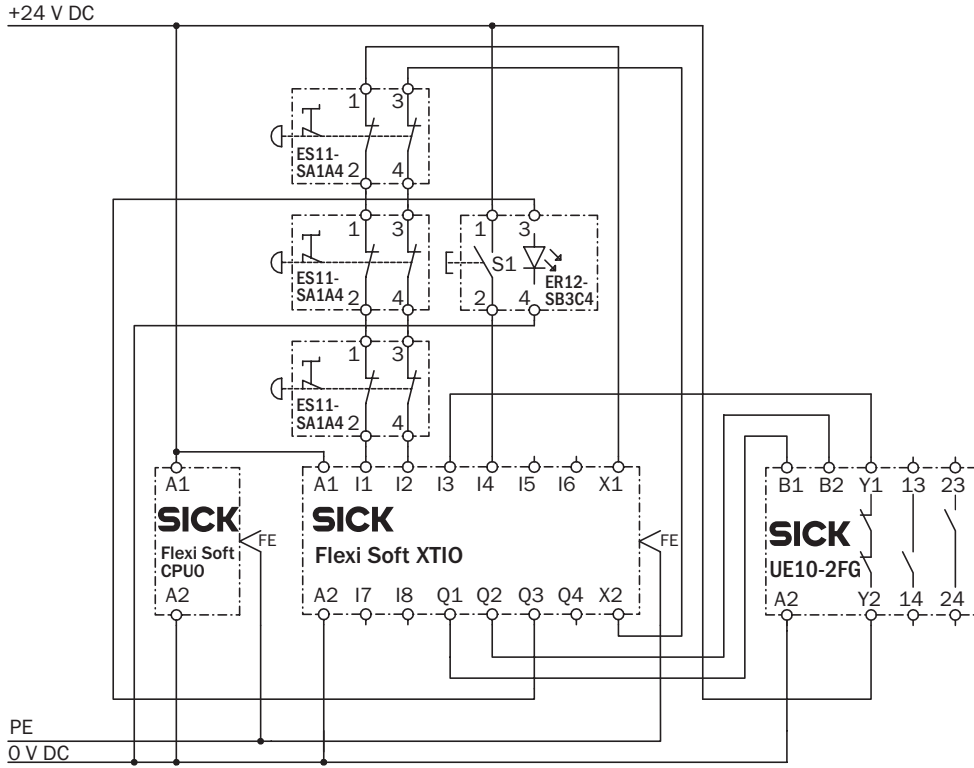 +24 V DC
1 3
ES11-
SA1A4 2 4
1 3
ES11-
SA1A4 2 4
1 3
S1
ER12-
SB3C4
2 4
1 3
ES11-
SA1A4 2 4
A1
SICK
Flexi Soft
CPU0
A2
FE
A1 I1 I2 I3 I4 I5 I6 X1
SICK
Flexi Soft XTIO
A2 I7 I8 Q1 Q2 Q3 Q4 X2
FE
B1 B2 Y1 13 23
SICK
UE10-2FG
A2 Y2 14 24
PE
0 V DC